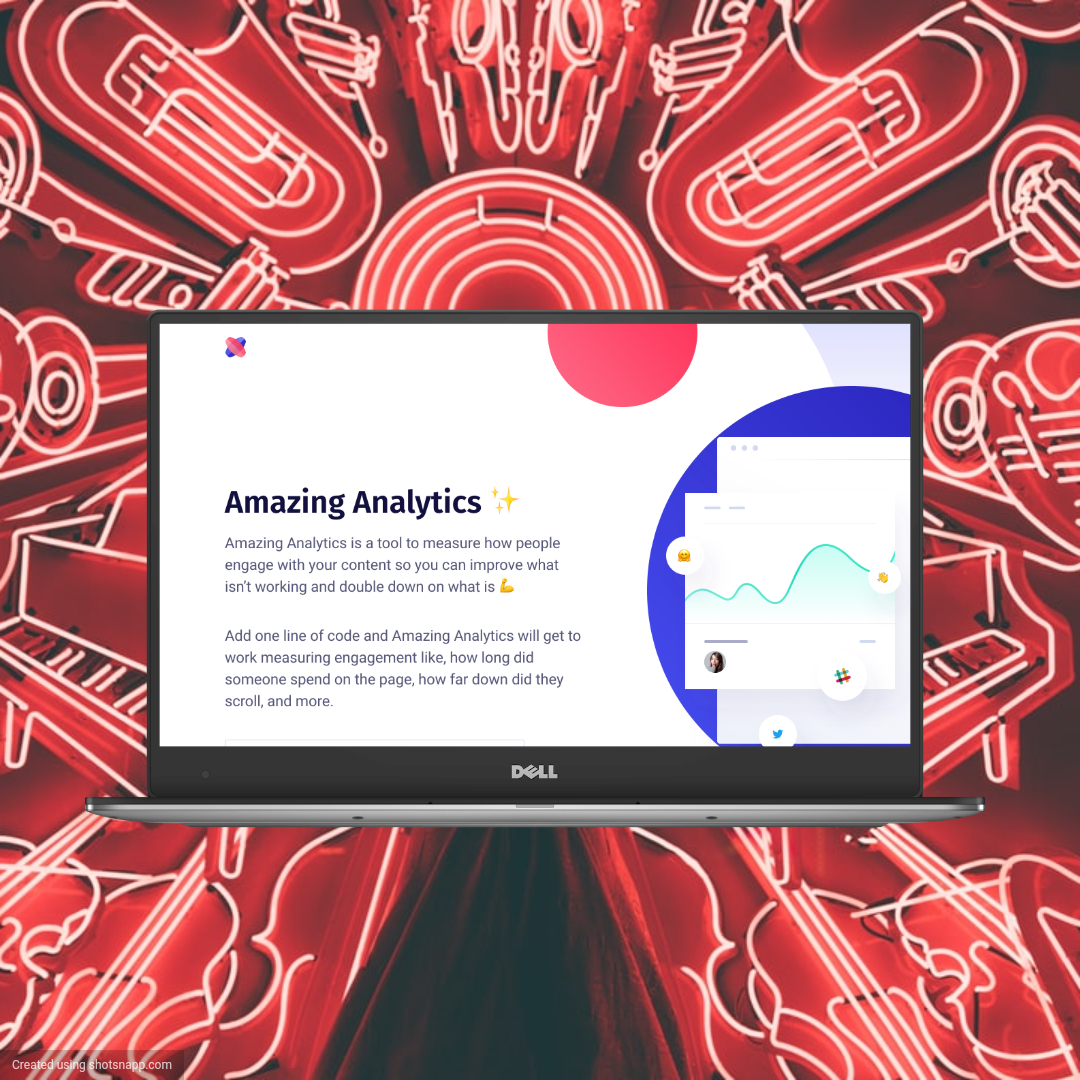 Amazing Analytics ✨
Amazing Analytics is a tool to measure how people
engage with your content so you can improve what
isn’t working and double down on what is 💪
Add one line of code and Amazing Analytics will get to
work measuring engagement like, how long did
someone spend on the page, how far down did they
scroll, and more.
DELL
Created using shotsnapp.com